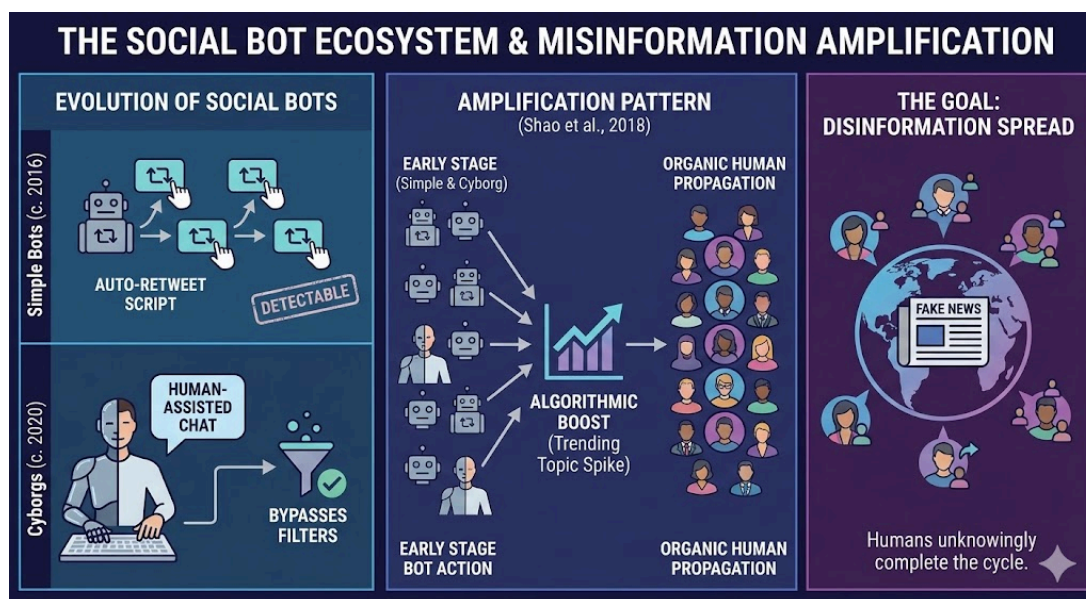 THE SOCIAL BOT ECOSYSTEM & MISINFORMATION AMPLIFICATION
EVOLUTION OF SOCIAL BOTS
Simple Bots (c. 2016)
AUTO-RETWEET
SCRIPT
DETECTABLE
Cyborgs (c. 2020)
HUMAN-
ASSISTED
CHAT
BYPASSES
FILTERS
AMPLIFICATION PATTERN
(Shao et al., 2018)
EARLY STAGE
(Simple & Cyborg)
ALGORITHMIC
BOOST
(Trending
Topic Spike)
EARLY STAGE
BOT ACTION
ORGANIC HUMAN
PROPAGATION
ORGANIC HUMAN
PROPAGATION
THE GOAL:
DISINFORMATION SPREAD
FAKE NEWS
Humans unknowingly
complete the cycle.